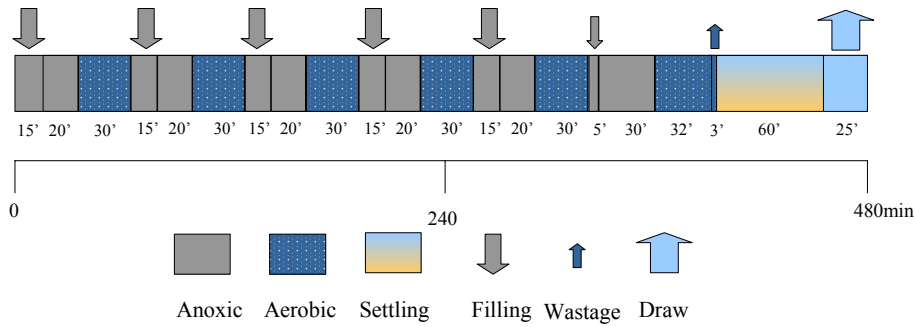 15’ 20’ 30’ 15’ 20’ 30’ 15’ 20’ 30’ 15’ 20’ 30’ 15’ 20’ 30’ 5’ 30’ 32’ 3’ 60’ 25’
0 240 480min
Anoxic Aerobic Settling Filling Wastage Draw